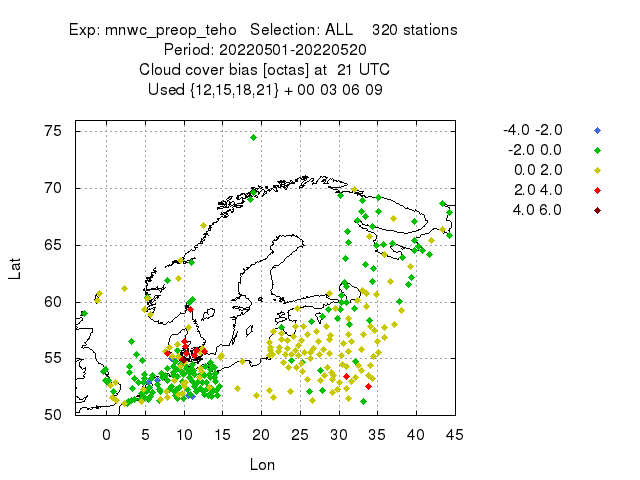 Exp: mnwc_preop_teho   Selection: ALL    320 stations
Period: 20220501-20220520
Cloud cover bias [octas] at  21 UTC
Used {12,15,18,21} + 00 03 06 09
-4.0 -2.0
-2.0 0.0
0.0 2.0
2.0 4.0
4.0 6.0
75
70
65
60
55
50
Lat
0 5 10 15 20 25 30 35 40 45
Lon